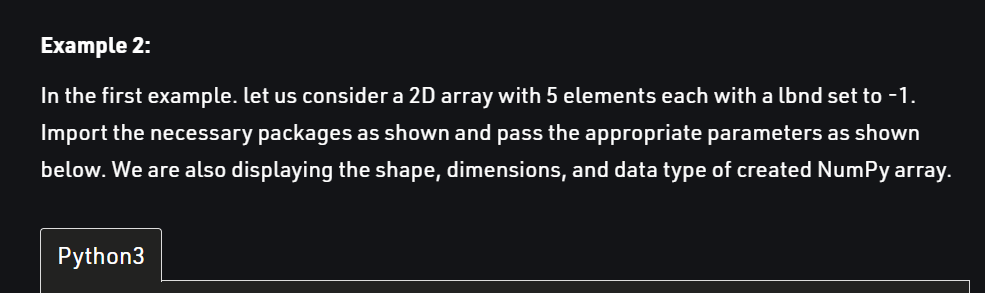 Example 2:
In the first example. let us consider a 2D array with 5 elements each with a lbnd set to -1.
Import the necessary packages as shown and pass the appropriate parameters as shown
below. We are also displaying the shape, dimensions, and data type of created NumPy array.
Python3